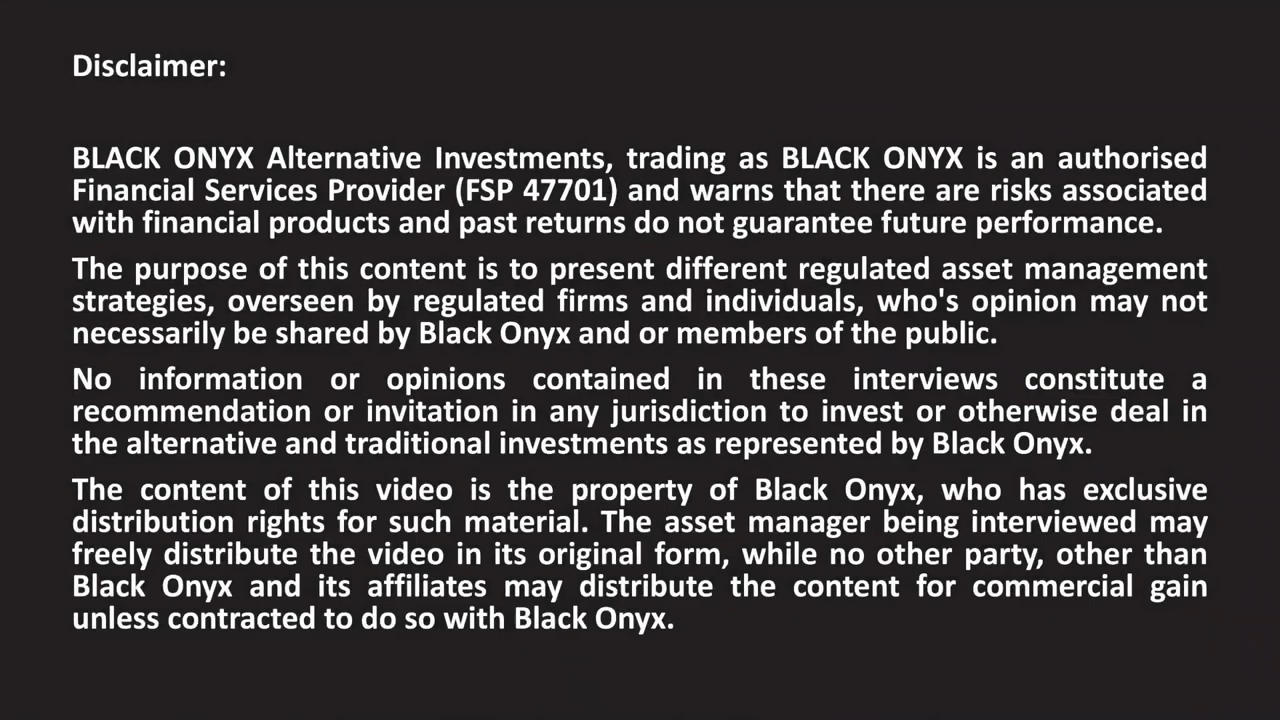 Disclaimer:
BLACK ONYX Alternative Investments, trading as BLACK ONYX is an authorised
Financial Services Provider (FSP 47701) and warns that there are risks associated
with financial products and past returns do not guarantee future performance.
The purpose of this content is to present different regulated asset management
strategies, overseen by regulated firms and individuals, who's opinion may not
necessarily be shared by Black Onyx and or members of the public.
No information or opinions contained in these interviews constitute a
recommendation or invitation in any jurisdiction to invest or otherwise deal in
the alternative and traditional investments as represented by Black Onyx.
The content of this video is the property of Black Onyx, who has exclusive
distribution rights for such material. The asset manager being interviewed may
freely distribute the video in its original form, while no other party, other than
Black Onyx and its affiliates may distribute the content for commercial gain
unless contracted to do so with Black Onyx.